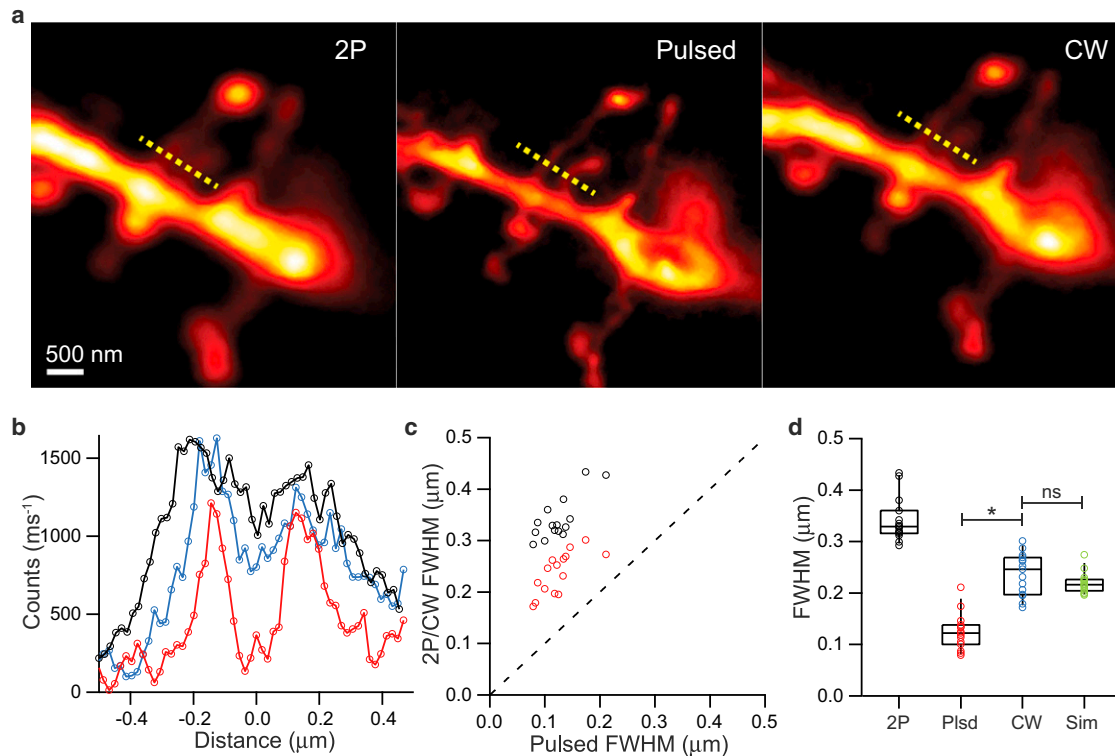 a
2P
Pulsed
CW
500 nm
b
Counts (ms-1)
1500
1000
500
0
-0.4
-0.2
0.0
0.2
0.4
Distance (µm)
c
2P/CW FWHM (µm)
0.5
0.4
0.3
0.2
0.1
0.0
0.0
0.1
0.2
0.3
0.4
0.5
Pulsed FWHM (µm)
d
FWHM (µm)
0.5
0.4
0.3
0.2
0.1
0.0
*
ns
2P
Plsd
CW
Sim